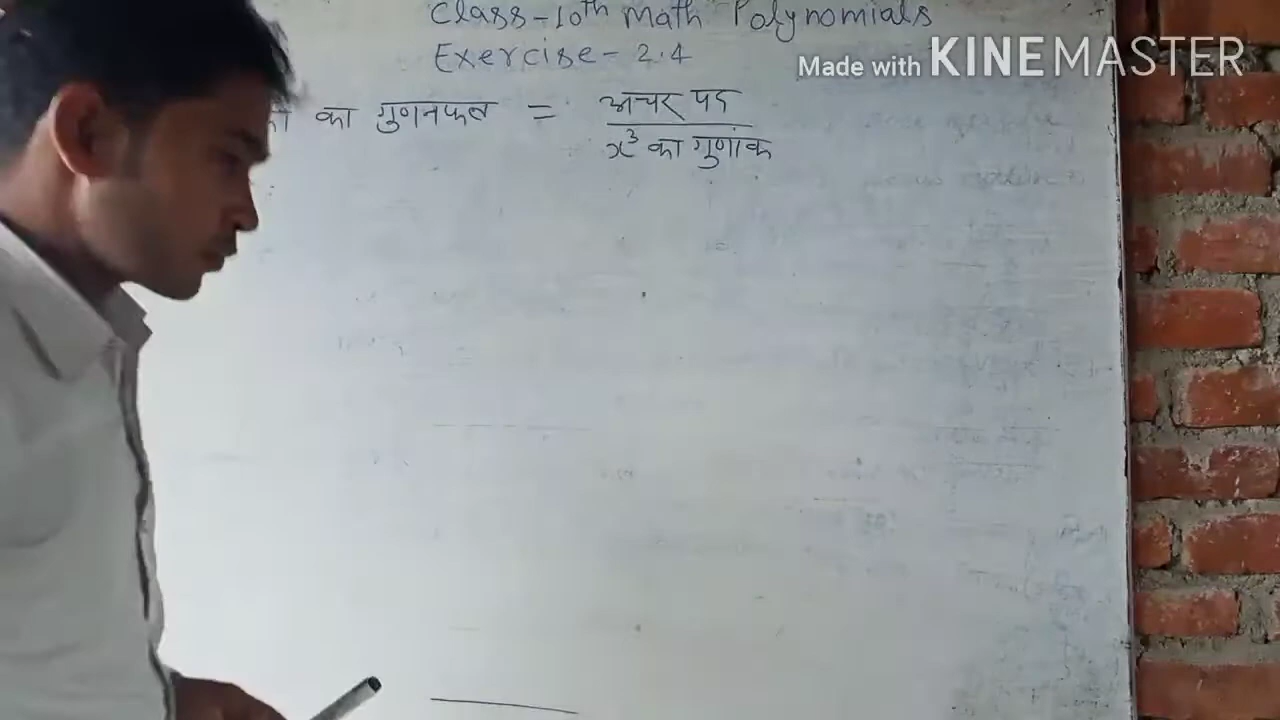 Class-10th Math Polynomials
Exercise-2.4
Made with KINEMASTER
का गुणनफल = अचर पद
x³ का गुणांक